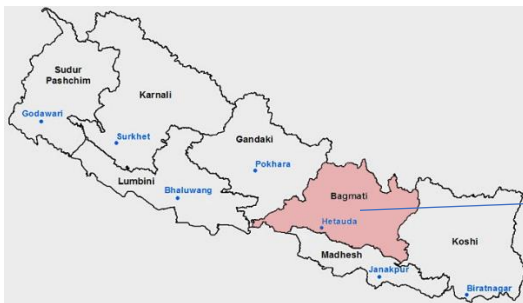 Sudur
Pashchim
Karnali
Godawari
Surkhet
Gandaki
Pokhara
Lumbini
Bhaluwang
Bagmati
Hetauda
Koshi
Madhesh
Janakpur
Biratnagar